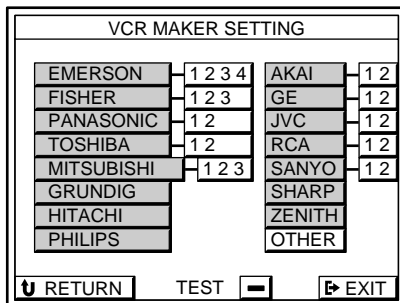 VCR MAKER SETTING
EMERSON 1 2 3 4 AKAI 1 2
FISHER 1 2 3 GE 1 2
PANASONIC 1 2 JVC 1 2
TOSHIBA 1 2 RCA 1 2
MITSUBISHI 1 2 3 SANYO 1 2
GRUNDIG SHARP
HITACHI ZENITH
PHILIPS OTHER
RETURN TEST EXIT